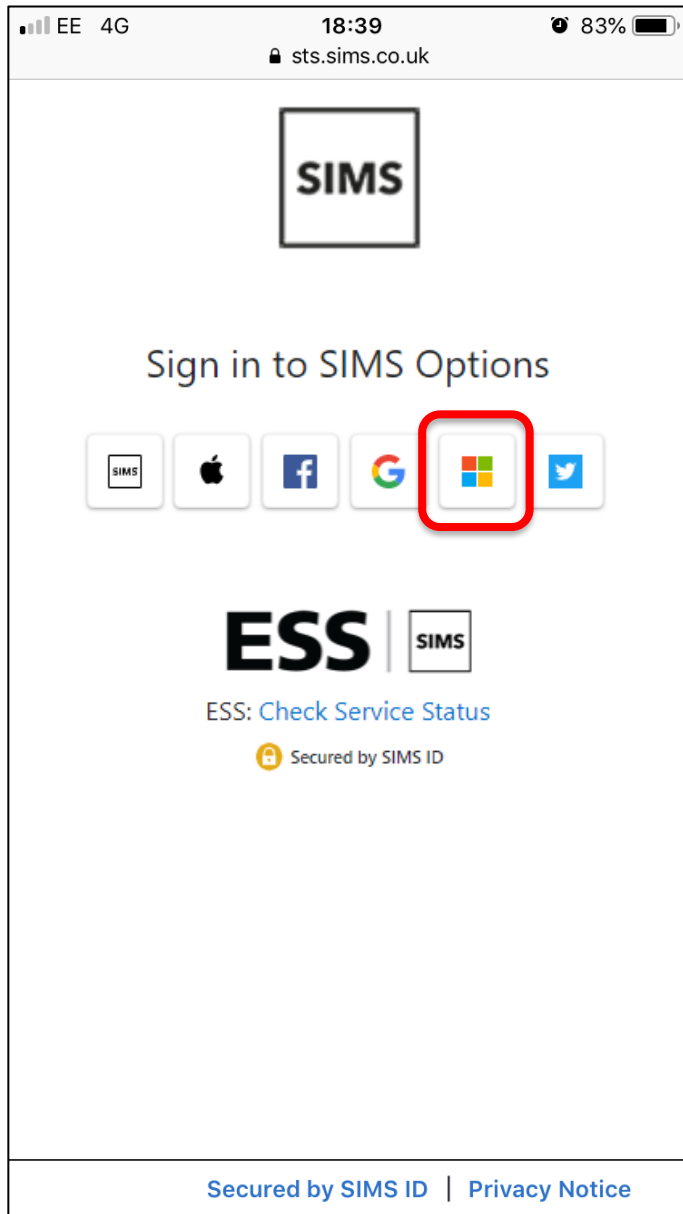 EE 4G 18:39 83%
sts.sims.co.uk
SIMS
Sign in to SIMS Options
SIMS
ESS SIMS
ESS: Check Service Status
Secured by SIMS ID
Secured by SIMS ID | Privacy Notice